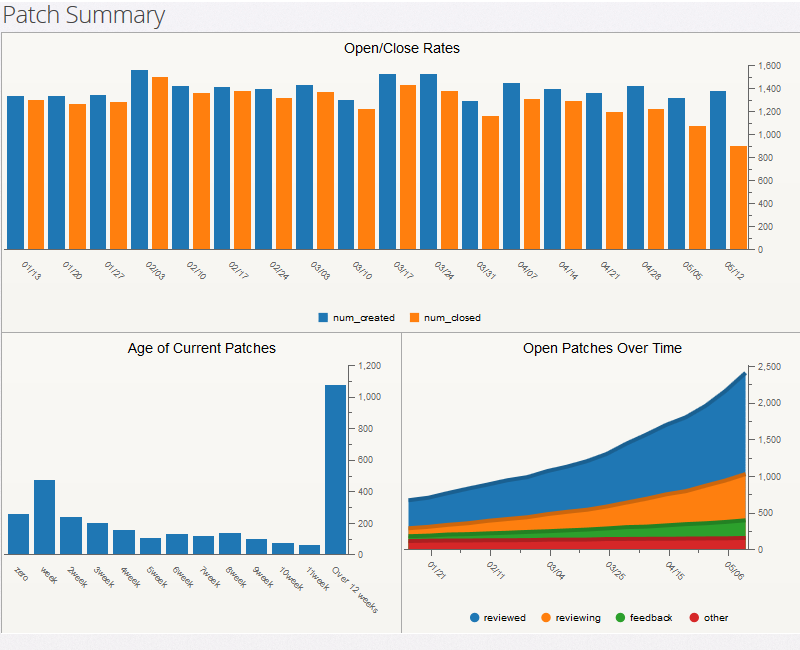 Patch Summary
Open/Close Rates
1,600
1,400
1,200
1,000
800
600
400
200
0
01/13 01/20 01/27 02/03 02/10 02/17 02/24 03/03 03/10 03/17 03/24 03/31 04/07 04/14 04/21 04/28 05/05 05/12
num_created num_closed
Age of Current Patches
1,200
1,000
800
600
400
200
0
zero week 2week 3week 4week 5week 6week 7week 8week 9week 10week 11week Over 12 weeks
Open Patches Over Time
2,500
2,000
1,500
1,000
500
0
01/21 02/11 03/04 03/25 04/15 05/06
reviewed reviewing feedback other